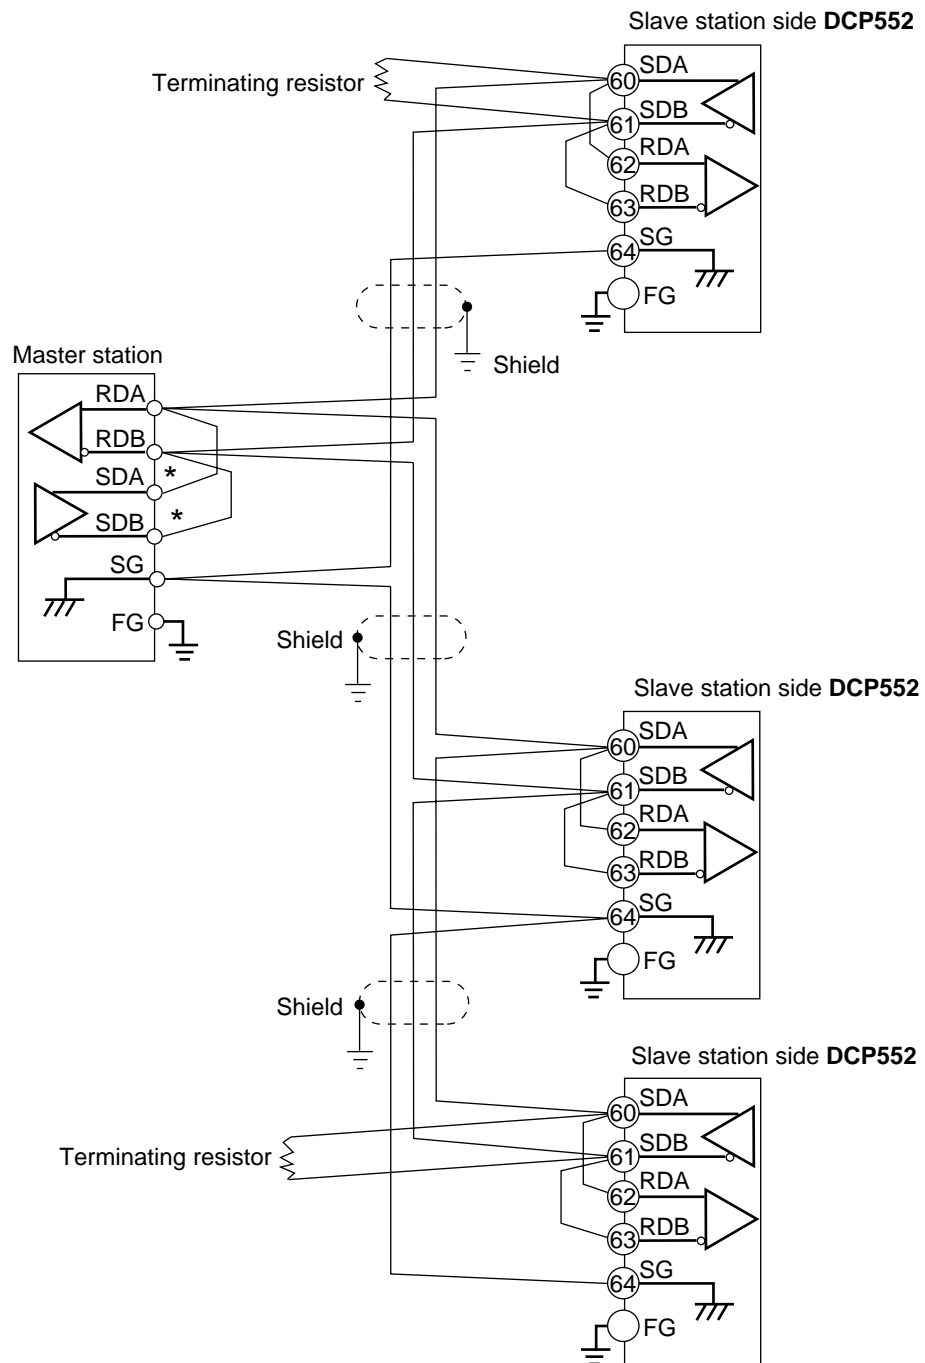 Slave station side DCP552
Terminating resistor
60 SDA
61 SDB
62 RDA
63 RDB
64 SG
FG
Shield
Master station
RDA
RDB
SDA *
SDB *
SG
FG
Shield
Slave station side DCP552
60 SDA
61 SDB
62 RDA
63 RDB
64 SG
FG
Shield
Slave station side DCP552
Terminating resistor
60 SDA
61 SDB
62 RDA
63 RDB
64 SG
FG